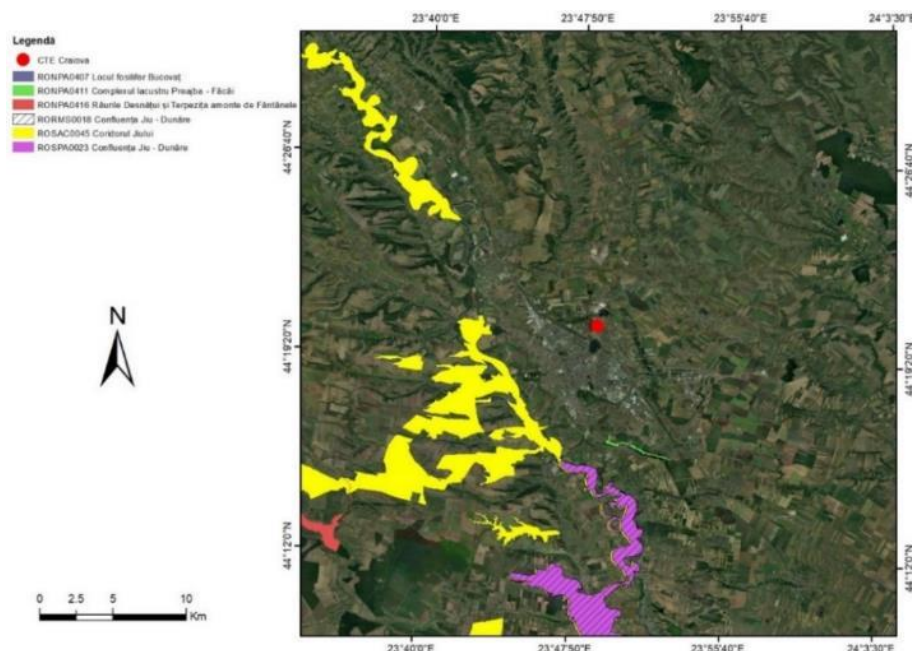 23°40'0"E 23°47'50"E 23°55'40"E 24°3'30"E
Legendă
CTE Craiova
RONPA0407 Locul fosilifer Bucovaț
RONPA0411 Complexul lacustru Preajba - Făcăi
RONPA0416 Râurile Desnățui și Terpezița amonte de Fântânele
RORMS0018 Confluența Jiu - Dunăre
ROSAC0045 Coridorul Jiului
ROSPA0023 Confluența Jiu - Dunăre
44°26'40"N 44°26'40"N
N
44°19'20"N 44°19'20"N
44°12'0"N 44°12'0"N
0 2.5 5 10
Km
23°40'0"E 23°47'50"E 23°55'40"E 24°3'30"E